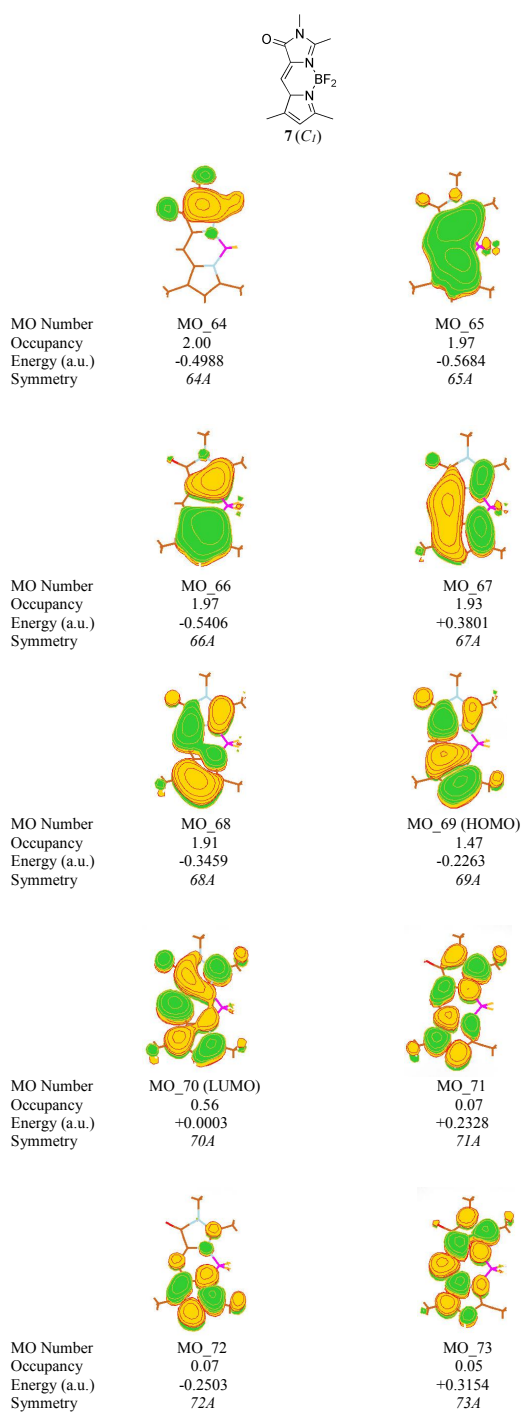 N
O
N
BF2
N
7 (C1)
MO Number MO_64 MO_65
Occupancy 2.00 1.97
Energy (a.u.) -0.4988 -0.5684
Symmetry 64A 65A
MO Number MO_66 MO_67
Occupancy 1.97 1.93
Energy (a.u.) -0.5406 +0.3801
Symmetry 66A 67A
MO Number MO_68 MO_69 (HOMO)
Occupancy 1.91 1.47
Energy (a.u.) -0.3459 -0.2263
Symmetry 68A 69A
MO Number MO_70 (LUMO) MO_71
Occupancy 0.56 0.07
Energy (a.u.) +0.0003 +0.2328
Symmetry 70A 71A
MO Number MO_72 MO_73
Occupancy 0.07 0.05
Energy (a.u.) -0.2503 +0.3154
Symmetry 72A 73A